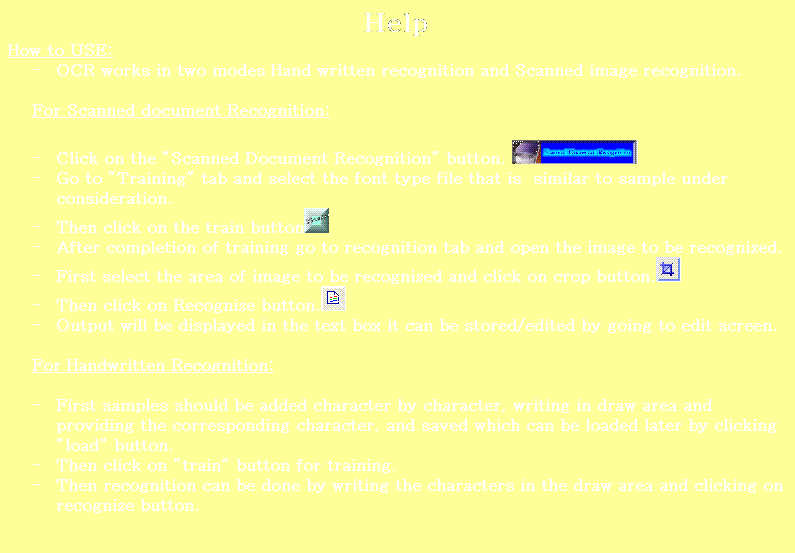 Help
How to USE:
- OCR works in two modes Hand written recognition and Scanned image recognition.
For Scanned document Recognition:
- Click on the "Scanned Document Recognition" button.
- Go to "Training" tab and select the font type file that is similar to sample under
consideration.
- Then click on the train button
- After completion of training go to recognition tab and open the image to be recognized.
- First select the area of image to be recognized and click on crop button.
- Then click on Recognize button.
- Output will be displayed in the text box it can be stored/edited by going to edit screen.
For Handwritten Recognition:
- First samples should be added character by character, writing in draw area and
providing the corresponding character, and saved which can be loaded later by clicking
"load" button.
- Then click on "train" button for training.
- Then recognition can be done by writing the characters in the draw area and clicking on
recognize button.